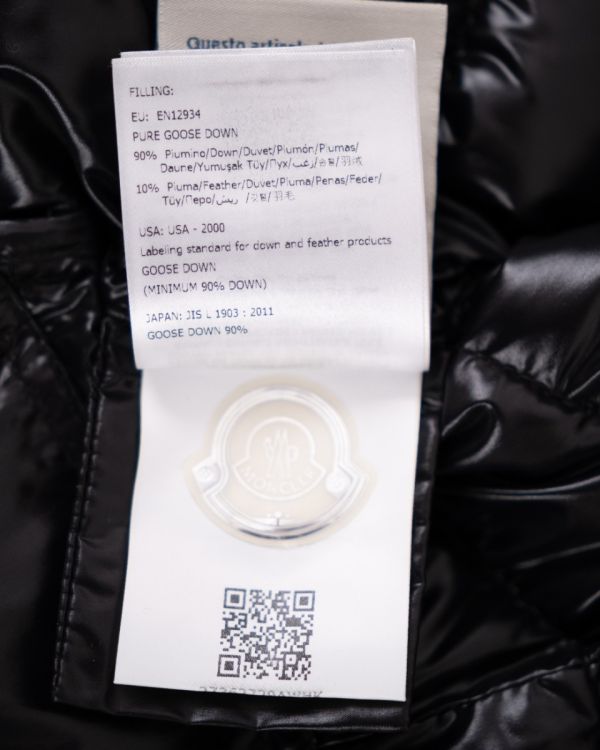 Questo articolo
FILLING:
EU: EN12934
PURE GOOSE DOWN
90% Piumino/Down/Duvet/Plumón/Plumas/
Daune/Yumuşak Tüy/Пух/زغب/羽绒
10% Piuma/Feather/Duvet/Pluma/Penas/Feder/
Tüy/Перо/ريش/羽毛
USA: USA - 2000
Labeling standard for down and feather products
GOOSE DOWN
(MINIMUM 90% DOWN)
JAPAN: JIS L 1903 : 2011
GOOSE DOWN 90%
MONCLER